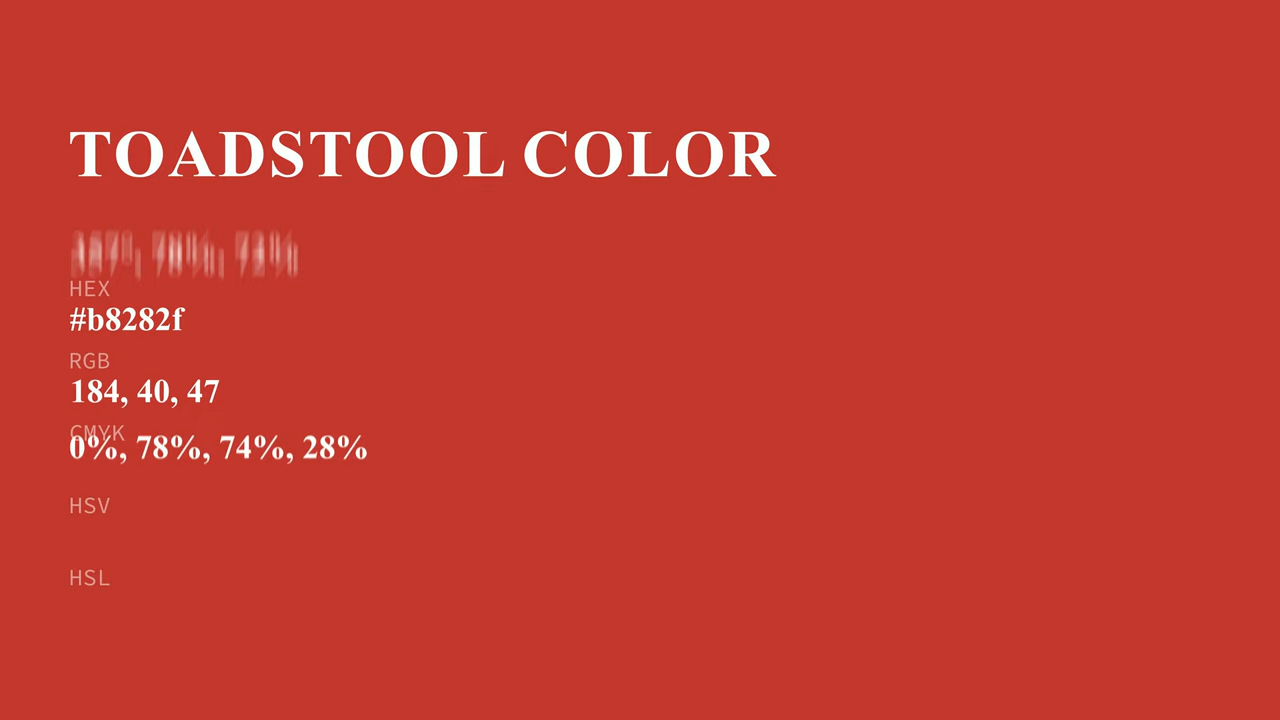 TOADSTOOL COLOR
HEX
#b8282f
RGB
184, 40, 47
CMYK
0%, 78%, 74%, 28%
HSV
HSL